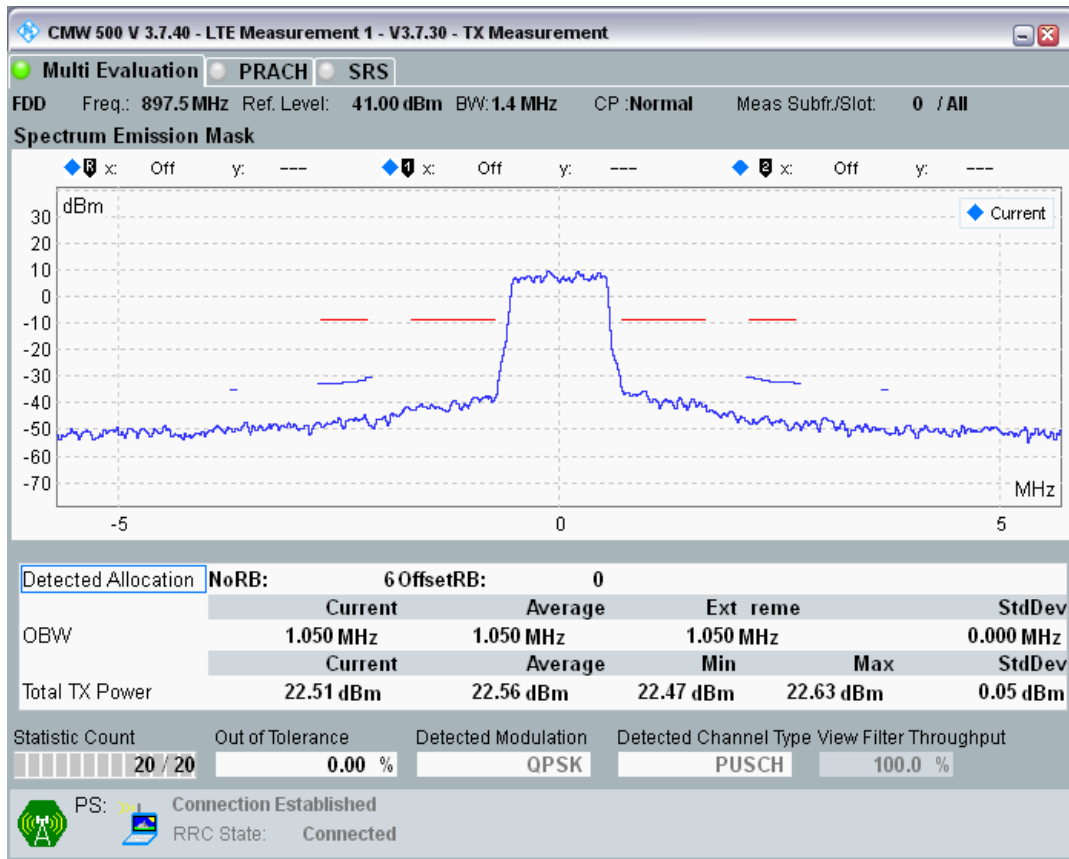 CMW 500 V 3.7.40 - LTE Measurement 1 - V3.7.30 - TX Measurement
Multi Evaluation PRACH SRS
FDD Freq.: 897.5 MHz Ref. Level: 41.00 dBm BW: 1.4 MHz CP :Normal Meas Subfr./Slot: 0 / All
Spectrum Emission Mask
R x: Off y: --- 1 x: Off y: --- 2 x: Off y: ---
dBm
Current
30
20
10
0
-10
-20
-30
-40
-50
-60
-70
MHz
-5 0 5
Detected Allocation NoRB: 6 OffsetRB: 0
Current Average Ext reme StdDev
OBW 1.050 MHz 1.050 MHz 1.050 MHz 0.000 MHz
Current Average Min Max StdDev
Total TX Power 22.51 dBm 22.56 dBm 22.47 dBm 22.63 dBm 0.05 dBm
Statistic Count Out of Tolerance Detected Modulation Detected Channel Type View Filter Throughput
20 / 20 0.00 % QPSK PUSCH 100.0 %
PS: Connection Established
RRC State: Connected